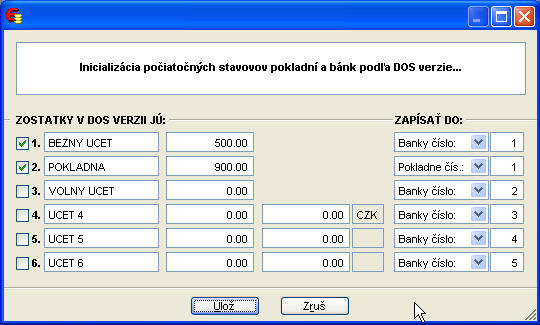 Inicializácia počiatočných stavovov pokladní a bánk podľa DOS verzie...
ZOSTATKY V DOS VERZII JÚ: ZAPÍSAŤ DO:
1. BEZNY UCET 500.00 Banky číslo: 1
2. POKLADNA 900.00 Pokladne čís.: 1
3. VOLNY UCET 0.00 Banky číslo: 2
4. UCET 4 0.00 0.00 CZK Banky číslo: 3
5. UCET 5 0.00 0.00 Banky číslo: 4
6. UCET 6 0.00 0.00 Banky číslo: 5
Ulož Zruš